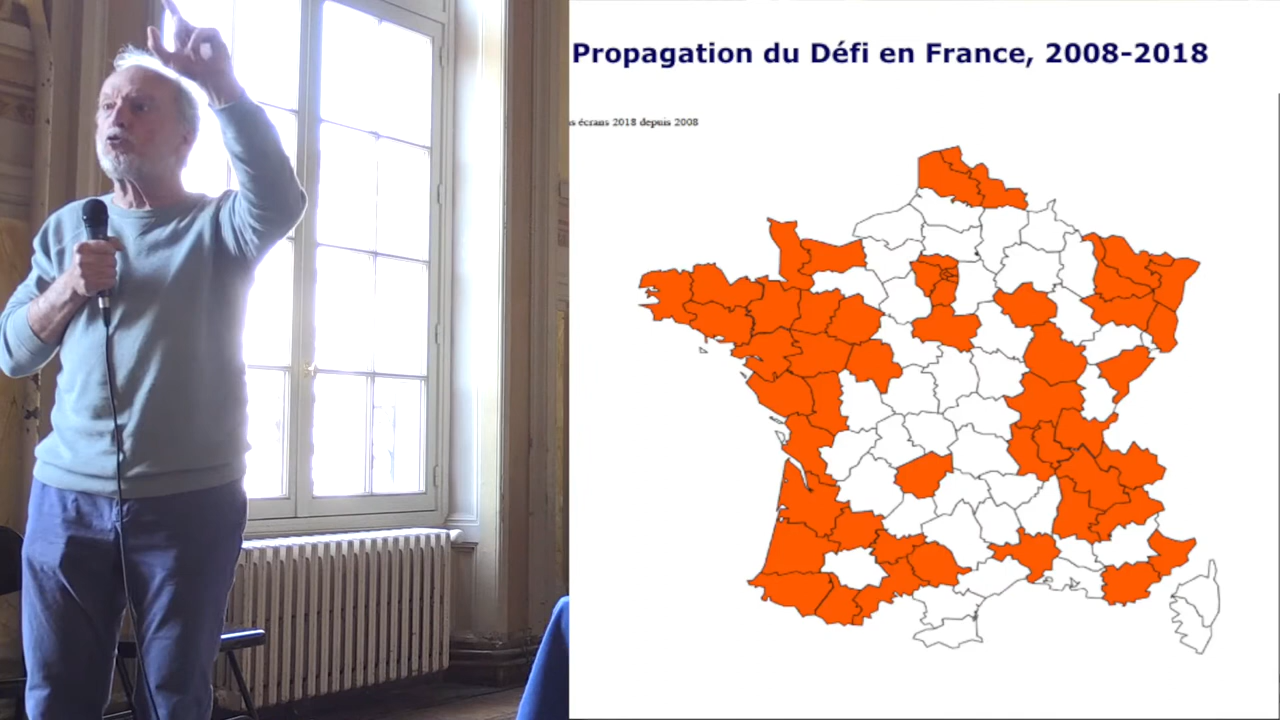 Propagation du Défi en France, 2008-2018
s écrans 2018 depuis 2008